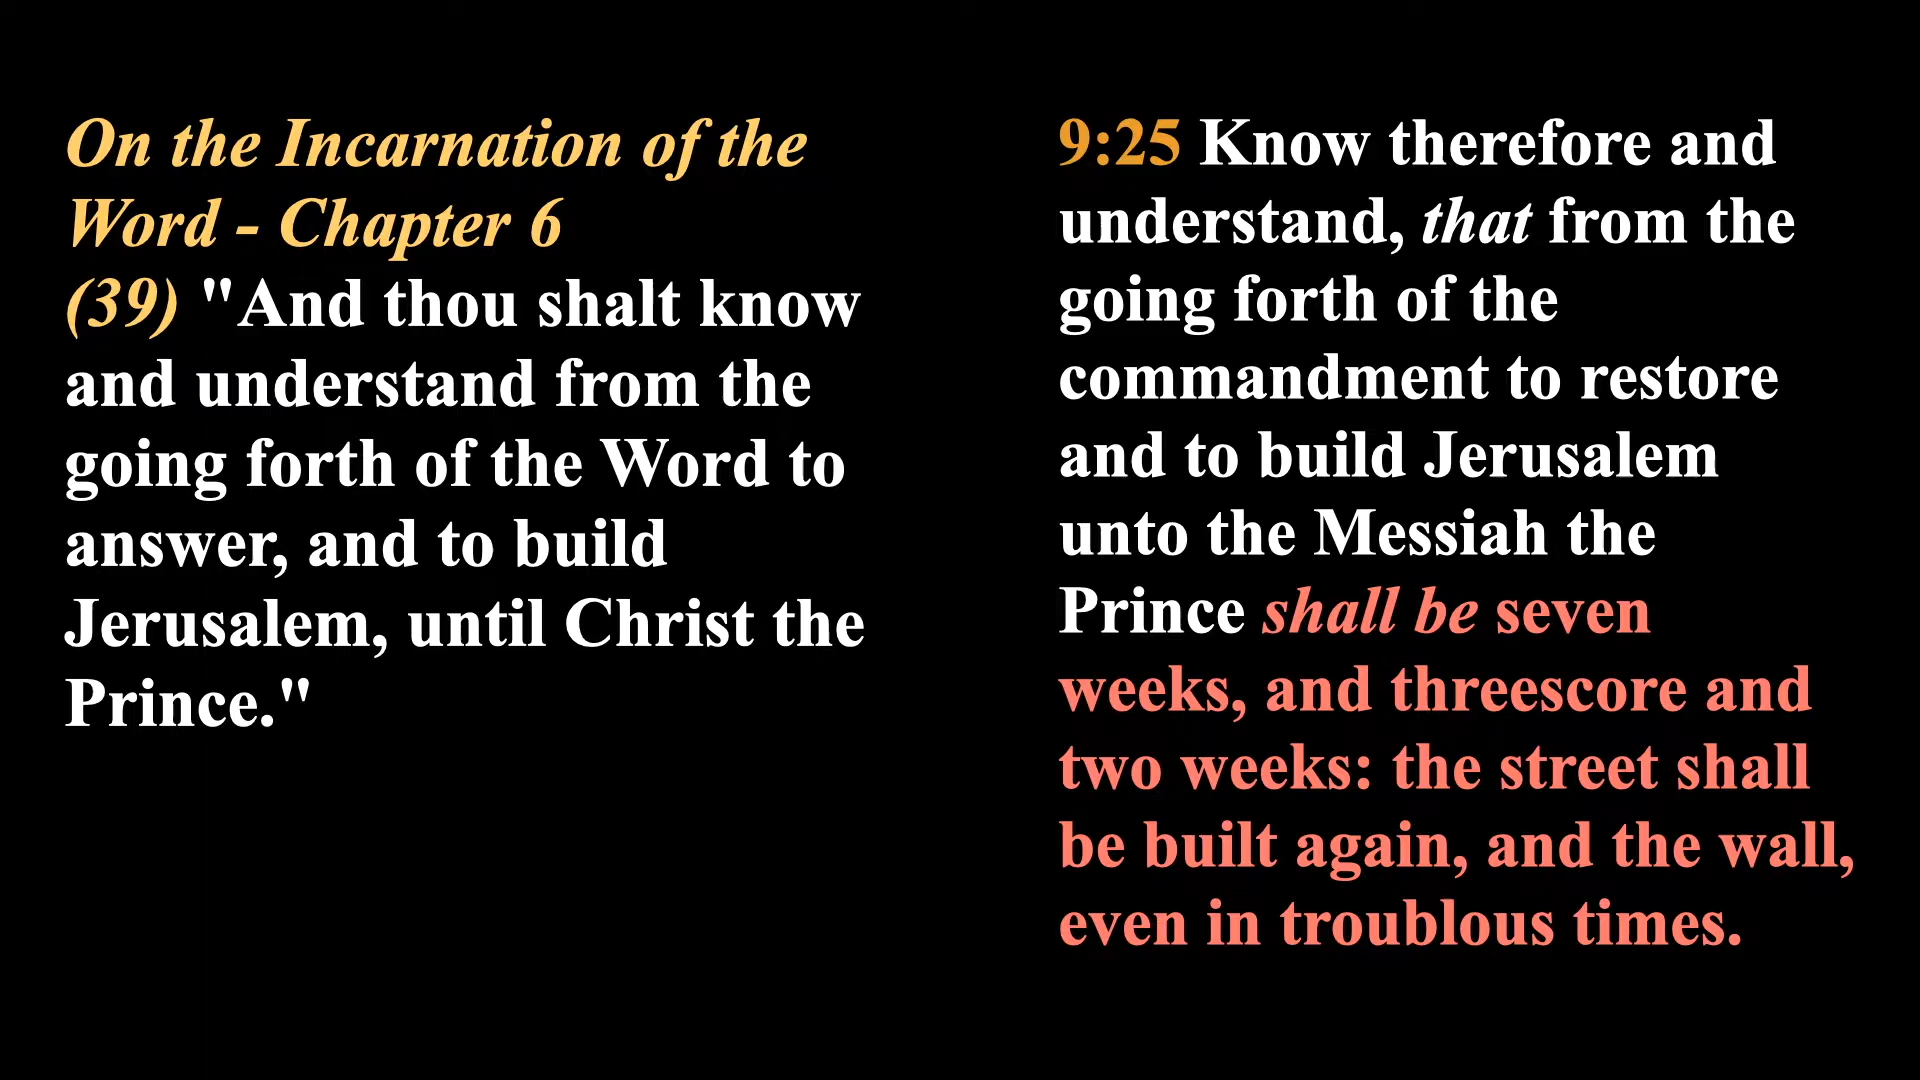 On the Incarnation of the
Word - Chapter 6
(39) "And thou shalt know
and understand from the
going forth of the Word to
answer, and to build
Jerusalem, until Christ the
Prince."
9:25 Know therefore and
understand, that from the
going forth of the
commandment to restore
and to build Jerusalem
unto the Messiah the
Prince shall be seven
weeks, and threescore and
two weeks: the street shall
be built again, and the wall,
even in troublous times.